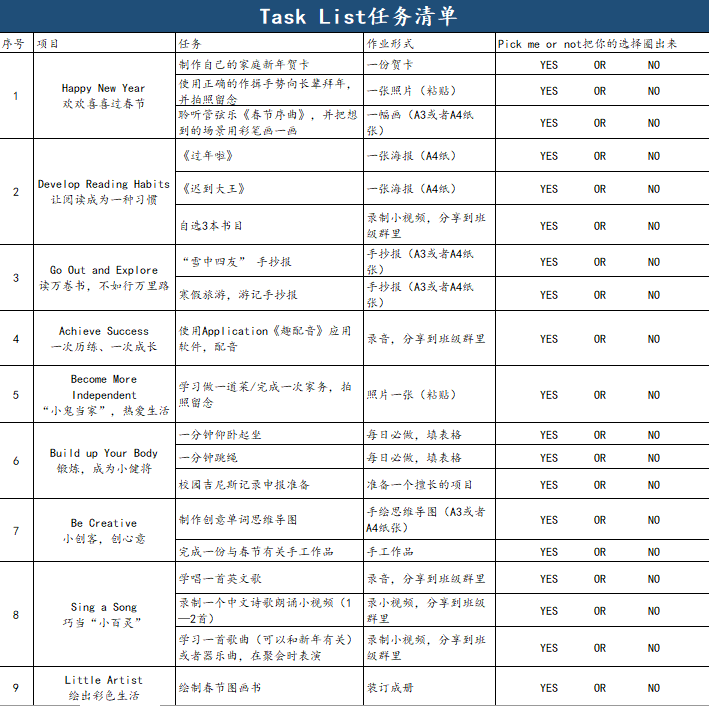 Task List任务清单
序号 项目 任务 作业形式 Pick me or not把你的选择圈出来
1 Happy New Year
欢欢喜喜过春节
制作自己的家庭新年贺卡 一份贺卡 YES OR NO
使用正确的作揖手势向长辈拜年，
并拍照留念
一张照片（粘贴） YES OR NO
聆听管弦乐《春节序曲》，并把想
到的场景用彩笔画一画
一幅画（A3或者A4纸
张）
YES OR NO
2 Develop Reading Habits
让阅读成为一种习惯
《过年啦》 一张海报（A4纸） YES OR NO
《迟到大王》 一张海报（A4纸） YES OR NO
自选3本书目 录制小视频，分享到班
级群里
YES OR NO
3 Go Out and Explore
读万卷书，不如行万里路
“雪中四友” 手抄报 手抄报（A3或者A4纸
张）
YES OR NO
寒假旅游，游记手抄报 手抄报（A3或者A4纸
张）
YES OR NO
4 Achieve Success
一次历练、一次成长
使用Application《趣配音》应用
软件，配音
录音，分享到班级群里 YES OR NO
5 Become More
Independent
“小鬼当家”，热爱生活
学习做一道菜/完成一次家务，拍
照留念
照片一张（粘贴） YES OR NO
6 Build up Your Body
锻炼，成为小健将
一分钟仰卧起坐 每日必做，填表格 YES OR NO
一分钟跳绳 每日必做，填表格 YES OR NO
校园吉尼斯记录申报准备 准备一个擅长的项目 YES OR NO
7 Be Creative
小创客，创心意
制作创意单词思维导图 手绘思维导图（A3或者
A4纸张）
YES OR NO
完成一份与春节有关手工作品 手工作品 YES OR NO
8 Sing a Song
巧当“小百灵”
学唱一首英文歌 录音，分享到班级群里 YES OR NO
录制一个中文诗歌朗诵小视频（1
—2首）
录小视频，分享到班级
群里
YES OR NO
学习一首歌曲（可以和新年有关）
或者器乐曲，在聚会时表演
录制小视频，分享到班
级群里
YES OR NO
9 Little Artist
绘出彩色生活
绘制春节图画书 装订成册 YES OR NO